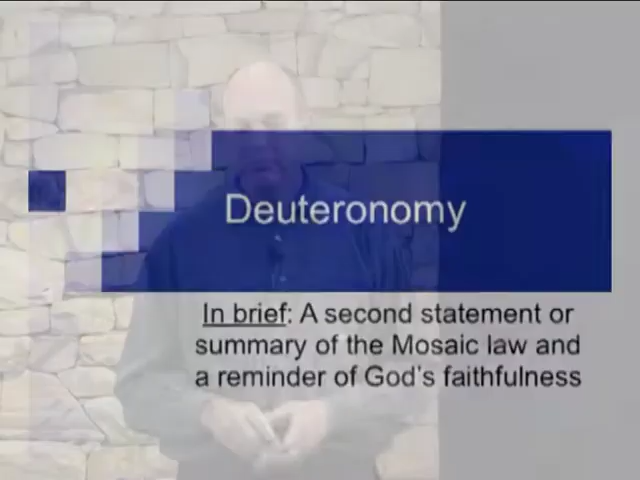 Deuteronomy
In brief: A second statement or
summary of the Mosaic law and
a reminder of God's faithfulness